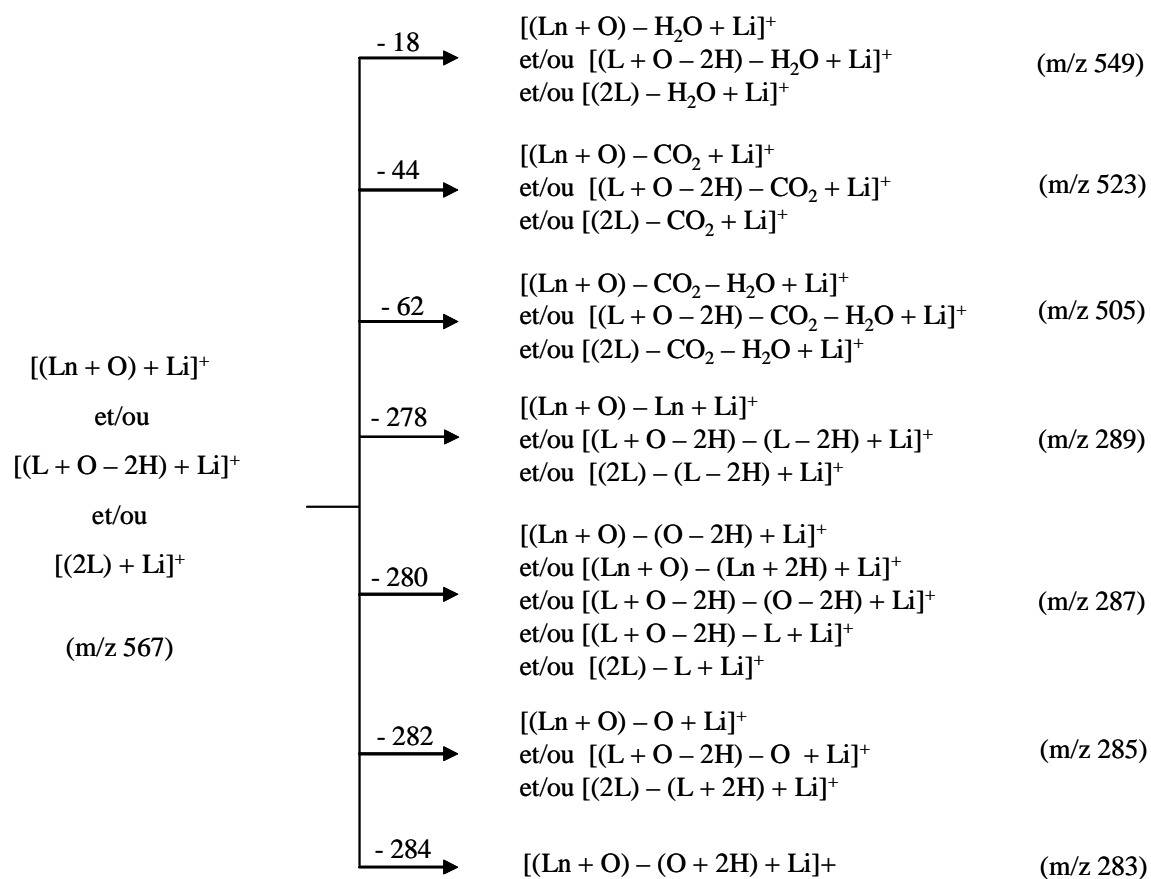 [(Ln + O) + Li]⁺
et/ou
[(L + O – 2H) + Li]⁺
et/ou
[(2L) + Li]⁺
(m/z 567)
- 18
[(Ln + O) – H₂O + Li]⁺
et/ou [(L + O – 2H) – H₂O + Li]⁺
et/ou [(2L) – H₂O + Li]⁺
(m/z 549)
- 44
[(Ln + O) – CO₂ + Li]⁺
et/ou [(L + O – 2H) – CO₂ + Li]⁺
et/ou [(2L) – CO₂ + Li]⁺
(m/z 523)
- 62
[(Ln + O) – CO₂ – H₂O + Li]⁺
et/ou [(L + O – 2H) – CO₂ – H₂O + Li]⁺
et/ou [(2L) – CO₂ – H₂O + Li]⁺
(m/z 505)
- 278
[(Ln + O) – Ln + Li]⁺
et/ou [(L + O – 2H) – (L – 2H) + Li]⁺
et/ou [(2L) – (L – 2H) + Li]⁺
(m/z 289)
- 280
[(Ln + O) – (O – 2H) + Li]⁺
et/ou [(Ln + O) – (Ln + 2H) + Li]⁺
et/ou [(L + O – 2H) – (O – 2H) + Li]⁺
et/ou [(L + O – 2H) – L + Li]⁺
et/ou [(2L) – L + Li]⁺
(m/z 287)
- 282
[(Ln + O) – O + Li]⁺
et/ou [(L + O – 2H) – O + Li]⁺
et/ou [(2L) – (L + 2H) + Li]⁺
(m/z 285)
- 284
[(Ln + O) – (O + 2H) + Li]+
(m/z 283)